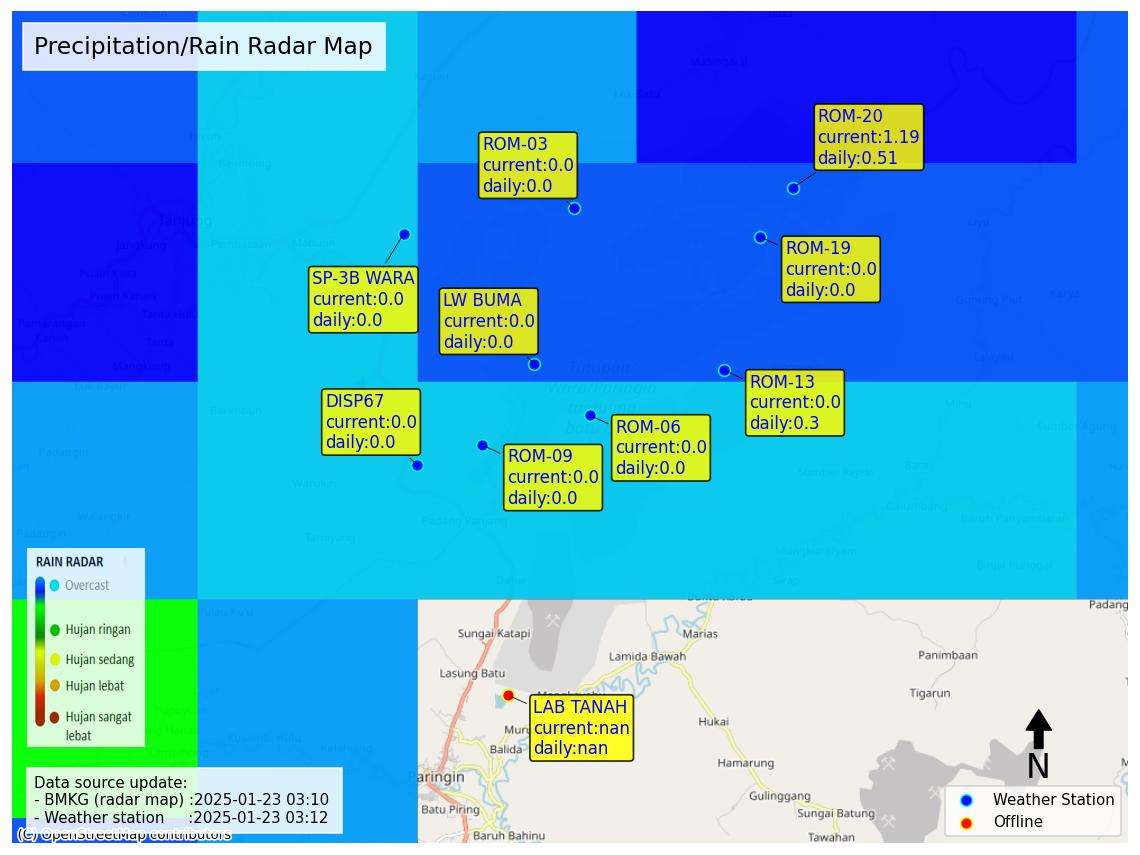 Precipitation/Rain Radar Map
ROM-20
current:1.19
daily:0.51
ROM-03
current:0.0
daily:0.0
ROM-19
current:0.0
daily:0.0
SP-3B WARA
current:0.0
daily:0.0
LW BUMA
current:0.0
daily:0.0
ROM-13
current:0.0
daily:0.3
DISP67
current:0.0
daily:0.0
ROM-06
current:0.0
daily:0.0
ROM-09
current:0.0
daily:0.0
Tanjung
RAIN RADAR
Overcast
Hujan ringan
Hujan sedang
Hujan lebat
Hujan sangat
lebat
Sungai Katapi
Marias
Padang
Lamida Bawah
Panimbaan
Lasung Batu
Tigarun
LAB TANAH
current:nan
daily:nan
Hukai
Balida
Hamarung
Paringin
Gulinggang
Batu Piring
Sungai Batung
Baruh Bahinu
Tawahan
N
Weather Station
Offline
Data source update:
- BMKG (radar map) :2025-01-23 03:10
- Weather station :2025-01-23 03:12
(C) OpenStreetMap contributors